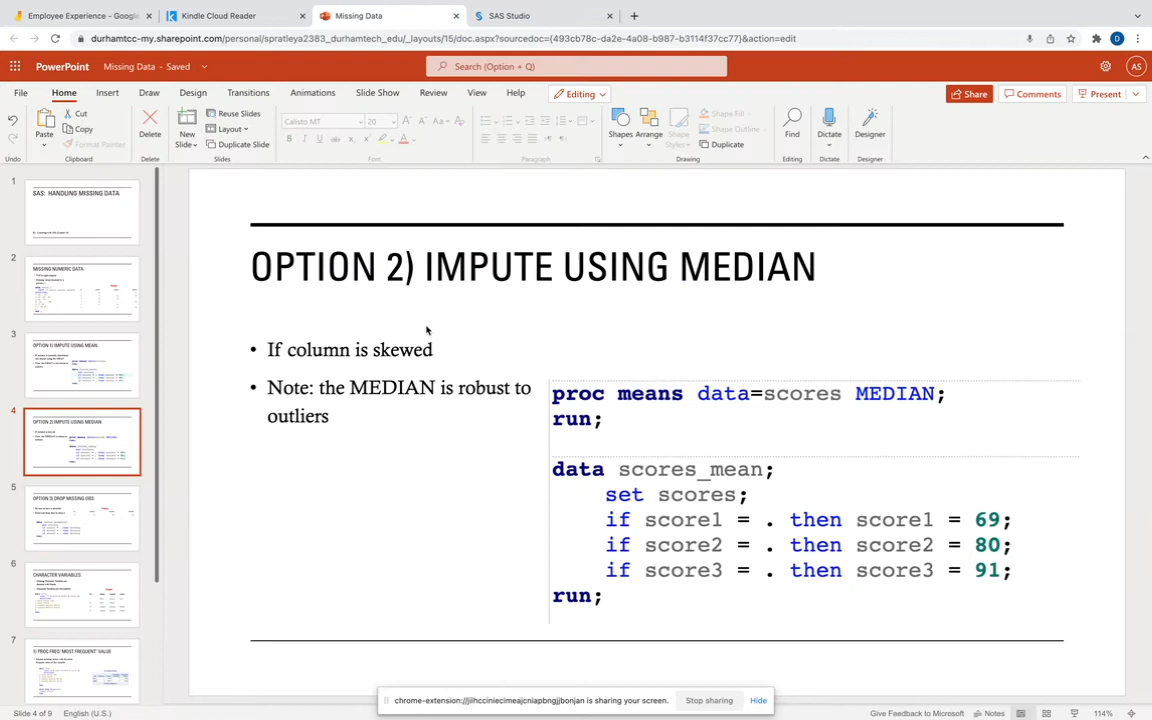 Employee Experience - Google
Kindle Cloud Reader
Missing Data
SAS Studio
durhamtcc-my.sharepoint.com/personal/spratleya2383_durhamtech_edu/_layouts/15/doc.aspx?sourcedoc={493cb78c-da2e-4a08-b987-b3114f37cc77}&action=edit
D
PowerPoint
Missing Data - Saved
Search (Option + Q)
AS
File
Home
Insert
Draw
Design
Transitions
Animations
Slide Show
Review
View
Help
Editing
Share
Comments
Present
Undo
Paste
Cut
Copy
Format Painter
Clipboard
Delete
Delete
New
Slide
Reuse Slides
Layout
Duplicate Slide
Slides
Calisto MT
20
Font
Paragraph
Shapes
Arrange
Shape
Styles
Shape Fill
Shape Outline
Duplicate
Drawing
Find
Editing
Dictate
Dictate
Designer
Designer
1
SAS: HANDLING MISSING DATA
2
MISSING NUMERIC DATA
3
OPTION 1) IMPUTE USING MEAN
4
OPTION 2) IMPUTE USING MEDIAN
5
OPTION 3) DROP MISSING OBS
6
CHARACTER VARIABLES
7
1) PROC FREQ 'MOST FREQUENT' VALUE
OPTION 2) IMPUTE USING MEDIAN
• If column is skewed
• Note: the MEDIAN is robust to
outliers
proc means data=scores MEDIAN;
run;
data scores_mean;
set scores;
if score1 = . then score1 = 69;
if score2 = . then score2 = 80;
if score3 = . then score3 = 91;
run;
is sharing your screen.
Stop sharing
Hide
Slide 4 of 9
English (U.S.)
Give Feedback to Microsoft
Notes
114%